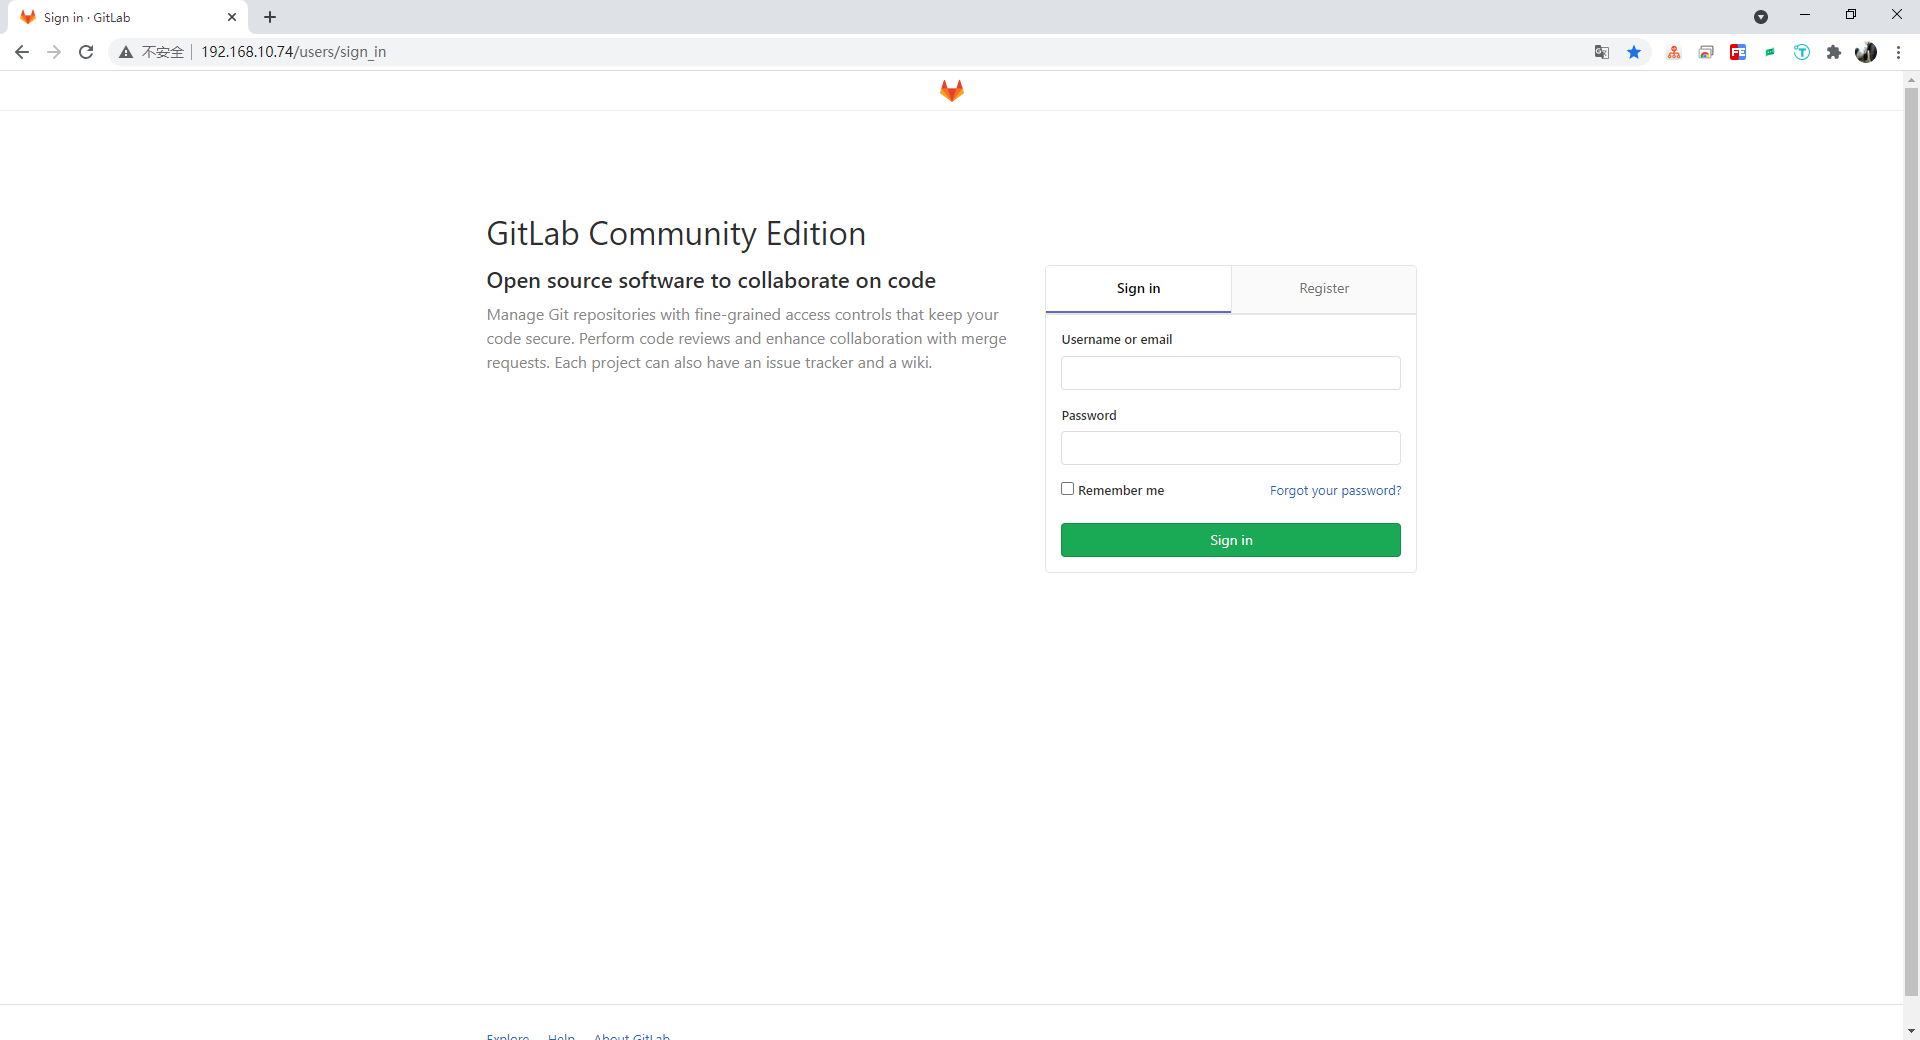 Sign in · GitLab
不安全
192.168.10.74/users/sign_in
GitLab Community Edition
Open source software to collaborate on code
Manage Git repositories with fine-grained access controls that keep your
code secure. Perform code reviews and enhance collaboration with merge
requests. Each project can also have an issue tracker and a wiki.
Sign in
Register
Username or email
Password
Remember me
Forgot your password?
Sign in
Explore
Help
About GitLab